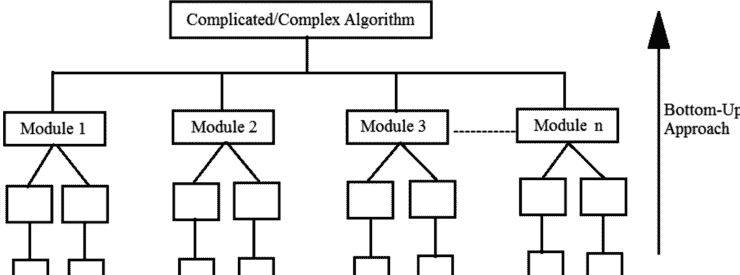 Complicated/Complex Algorithm
Module 1
Module 2
Module 3
Module n
Bottom-Up
Approach